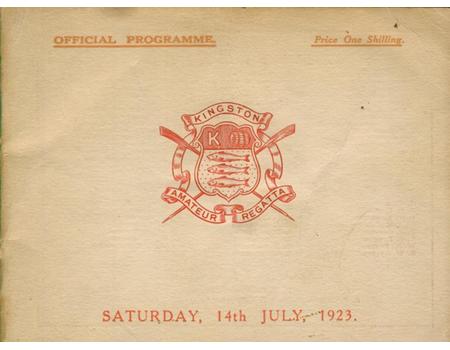 OFFICIAL PROGRAMME.
Price One Shilling.
KINGSTON
K
AMATEUR REGATTA
SATURDAY, 14th JULY, 1923.